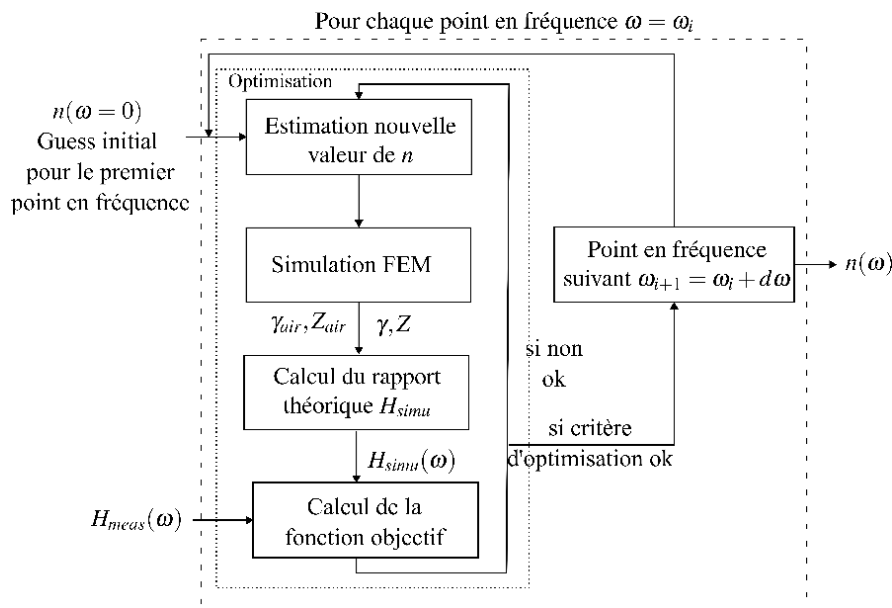 Pour chaque point en fréquence ω = ωᵢ
Optimisation
n(ω = 0)
Guess initial
pour le premier
point en fréquence
Estimation nouvelle
valeur de n
Simulation FEM
γair, Zair
γ, Z
Calcul du rapport
théorique Hsimu
Hsimu(ω)
Hmeas(ω)
Calcul de la
fonction objectif
si non
ok
si critère
d'optimisation ok
Point en fréquence
suivant ωi+1 = ωi + dω
n(ω)